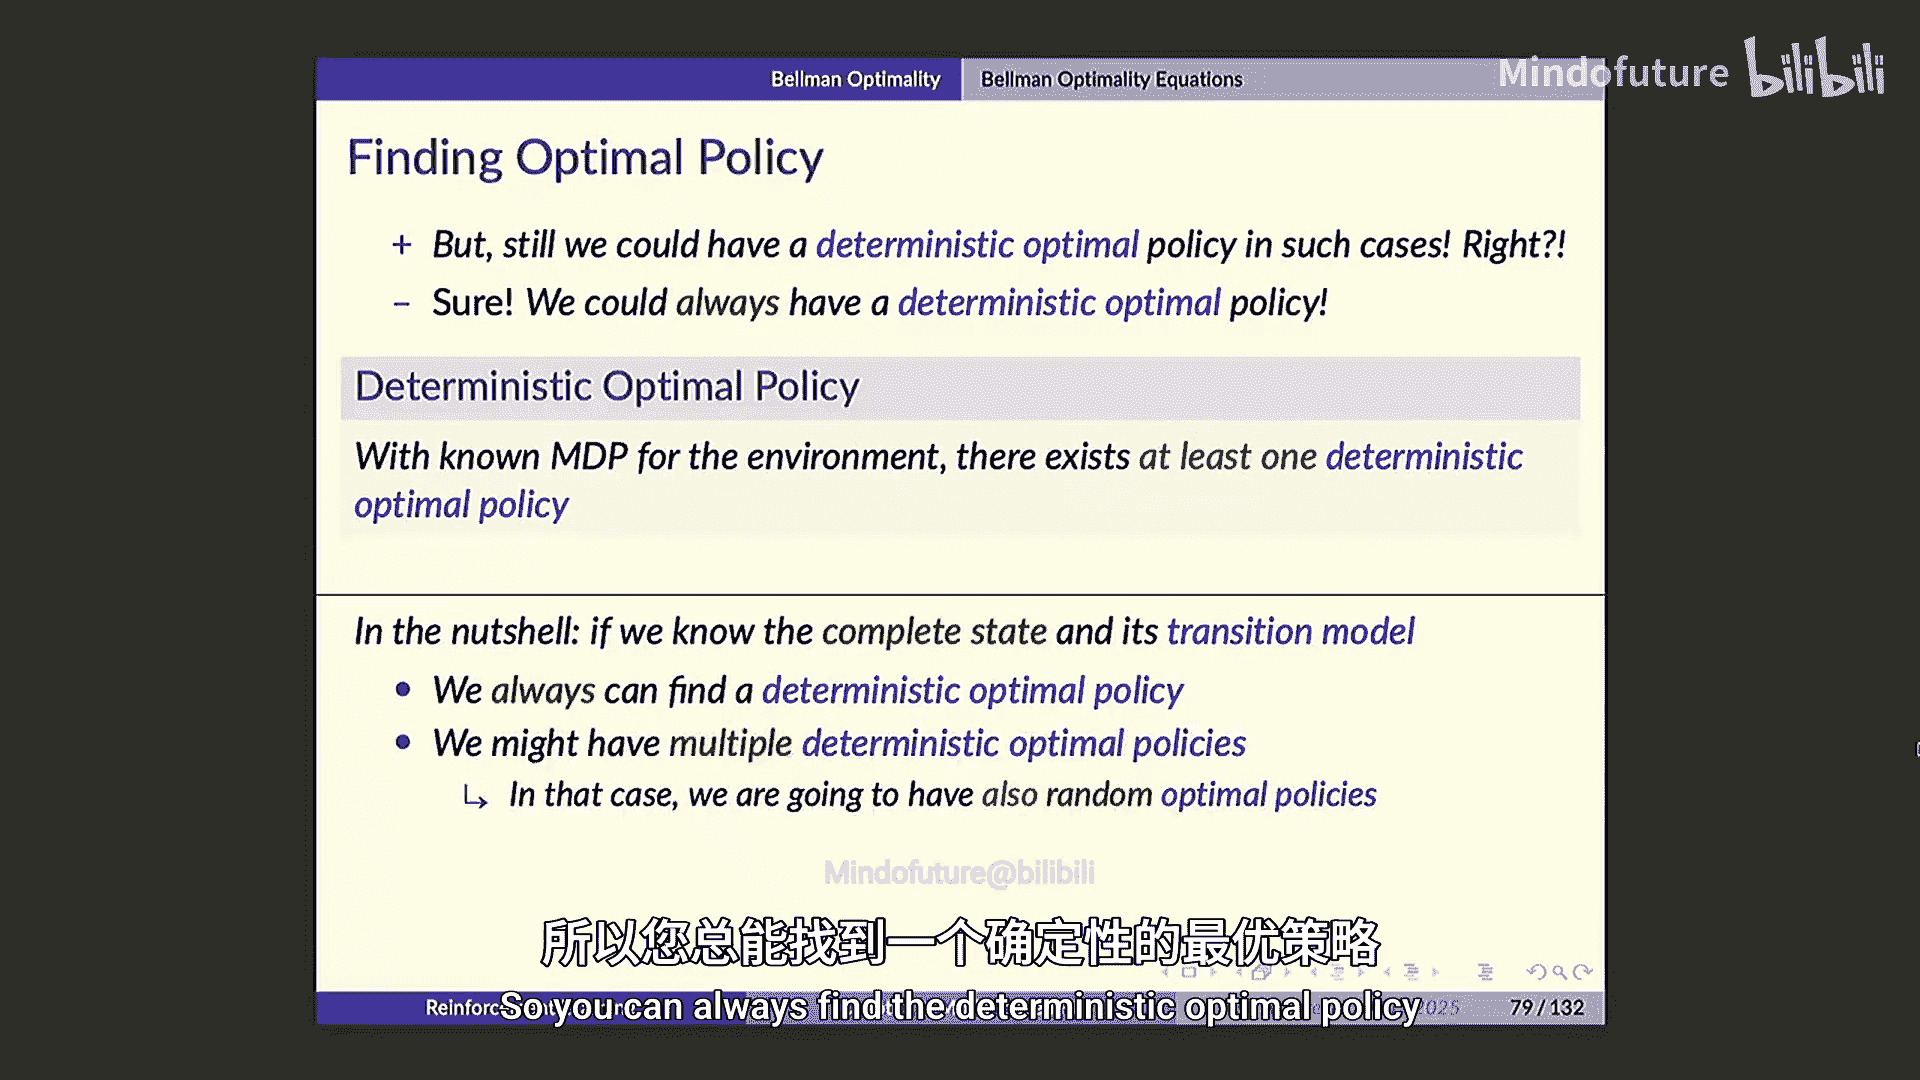 Mindofuture bilibili
Bellman Optimality Bellman Optimality Equations
Finding Optimal Policy
+ But, still we could have a deterministic optimal policy in such cases! Right?!
– Sure! We could always have a deterministic optimal policy!
Deterministic Optimal Policy
With known MDP for the environment, there exists at least one deterministic
optimal policy
In the nutshell: if we know the complete state and its transition model
• We always can find a deterministic optimal policy
• We might have multiple deterministic optimal policies
↳ In that case, we are going to have also random optimal policies
Mindofuture@bilibili
所以您总能找到一个确定性的最优策略
So you can always find the deterministic optimal policy
2025 79 / 132